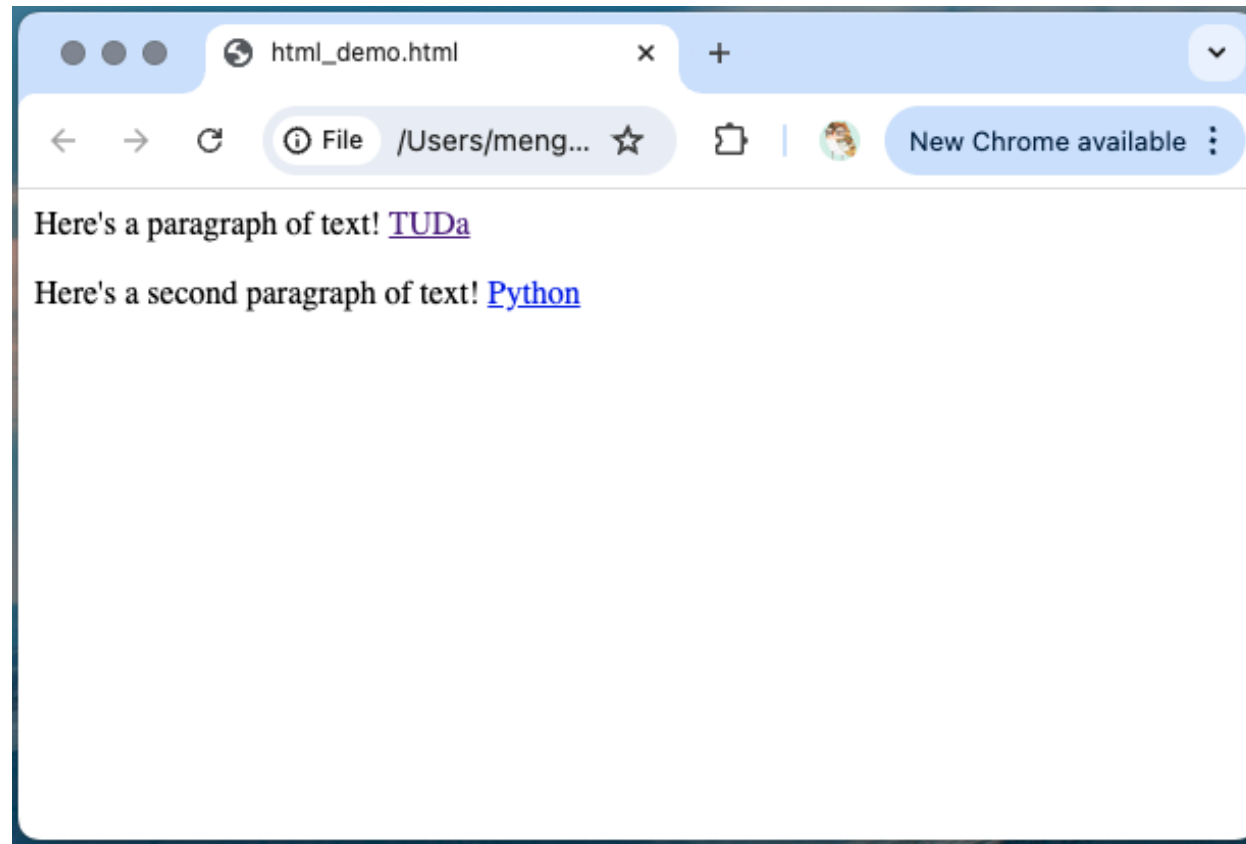 html_demo.html
File /Users/meng... New Chrome available
Here's a paragraph of text! TUDa
Here's a second paragraph of text! Python